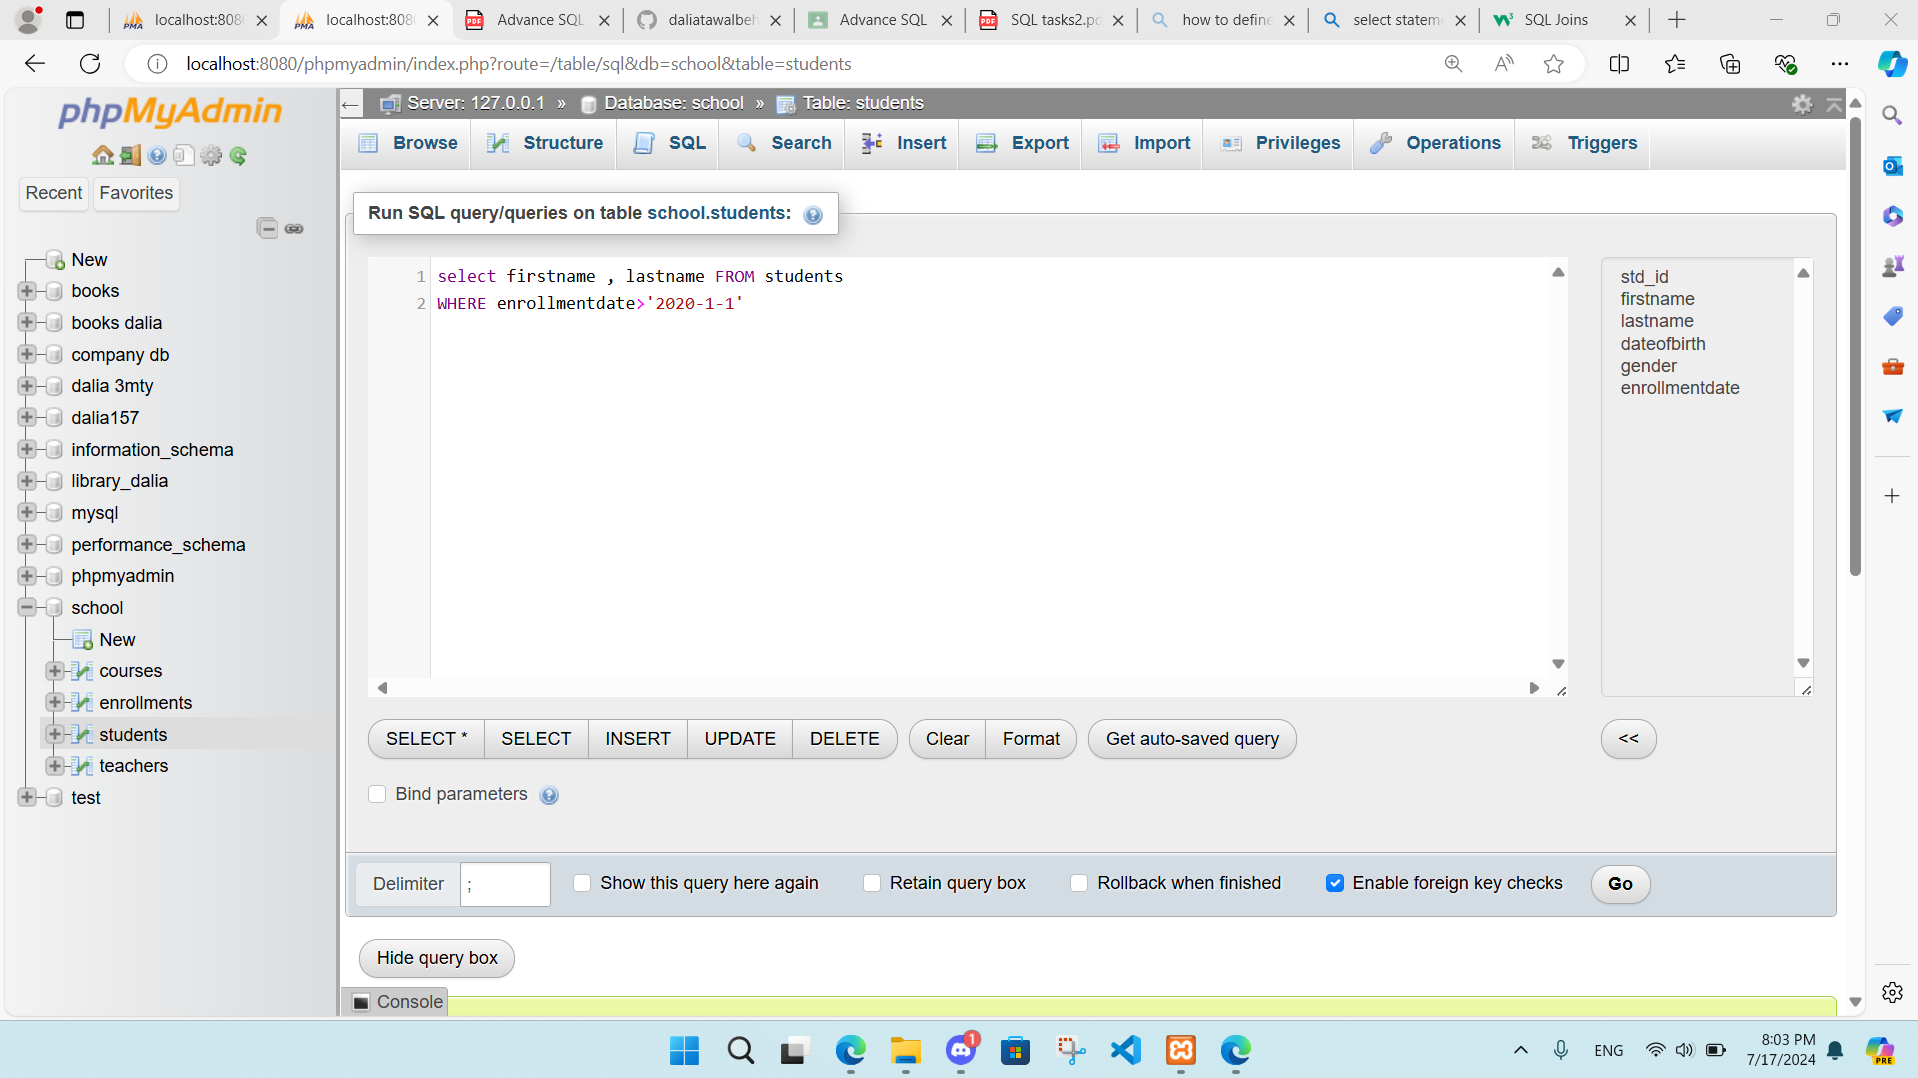 localhost:8080
localhost:8080
Advance SQL
daliatawalbeh
Advance SQL
SQL tasks2.pd
how to define
select statem
SQL Joins
localhost:8080/phpmyadmin/index.php?route=/table/sql&db=school&table=students
phpMyAdmin
Recent
Favorites
New
books
books dalia
company db
dalia 3mty
dalia157
information_schema
library_dalia
mysql
performance_schema
phpmyadmin
school
New
courses
enrollments
students
teachers
test
Server: 127.0.0.1 » Database: school » Table: students
Browse
Structure
SQL
Search
Insert
Export
Import
Privileges
Operations
Triggers
Run SQL query/queries on table school.students:
1 select firstname , lastname FROM students
2 WHERE enrollmentdate>'2020-1-1'
std_id
firstname
lastname
dateofbirth
gender
enrollmentdate
SELECT *
SELECT
INSERT
UPDATE
DELETE
Clear
Format
Get auto-saved query
<<
Bind parameters
Delimiter ;
Show this query here again
Retain query box
Rollback when finished
Enable foreign key checks
Go
Hide query box
Console
1
ENG
8:03 PM
7/17/2024
PRE